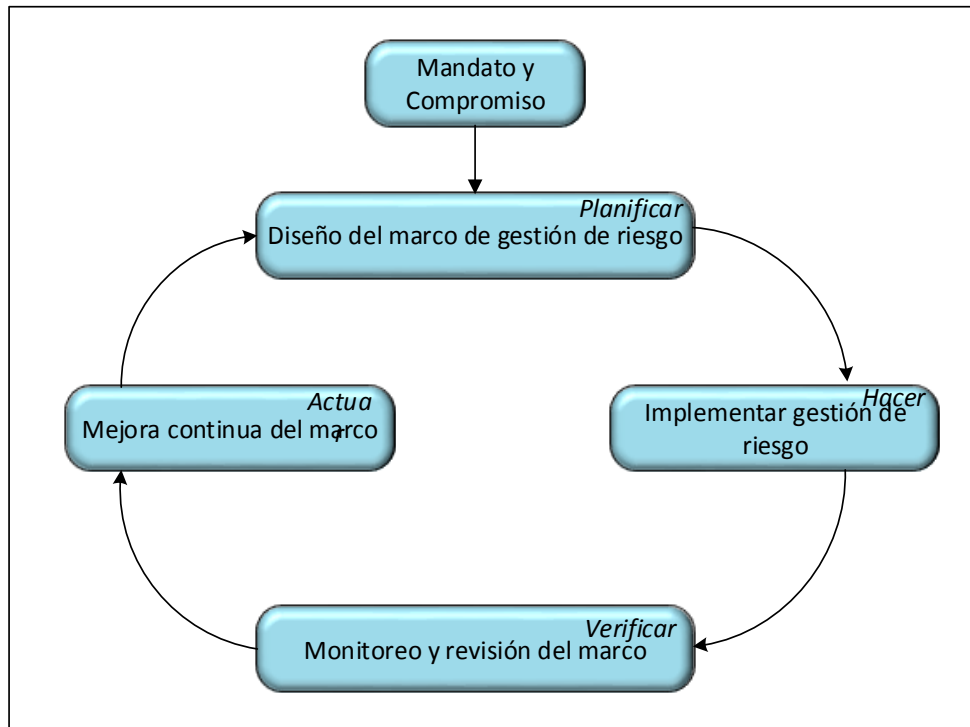 Mandato y
Compromiso
Planificar
Diseño del marco de gestión de riesgo
Actua
r
Mejora continua del marco
Hacer
Implementar gestión de
riesgo
Verificar
Monitoreo y revisión del marco